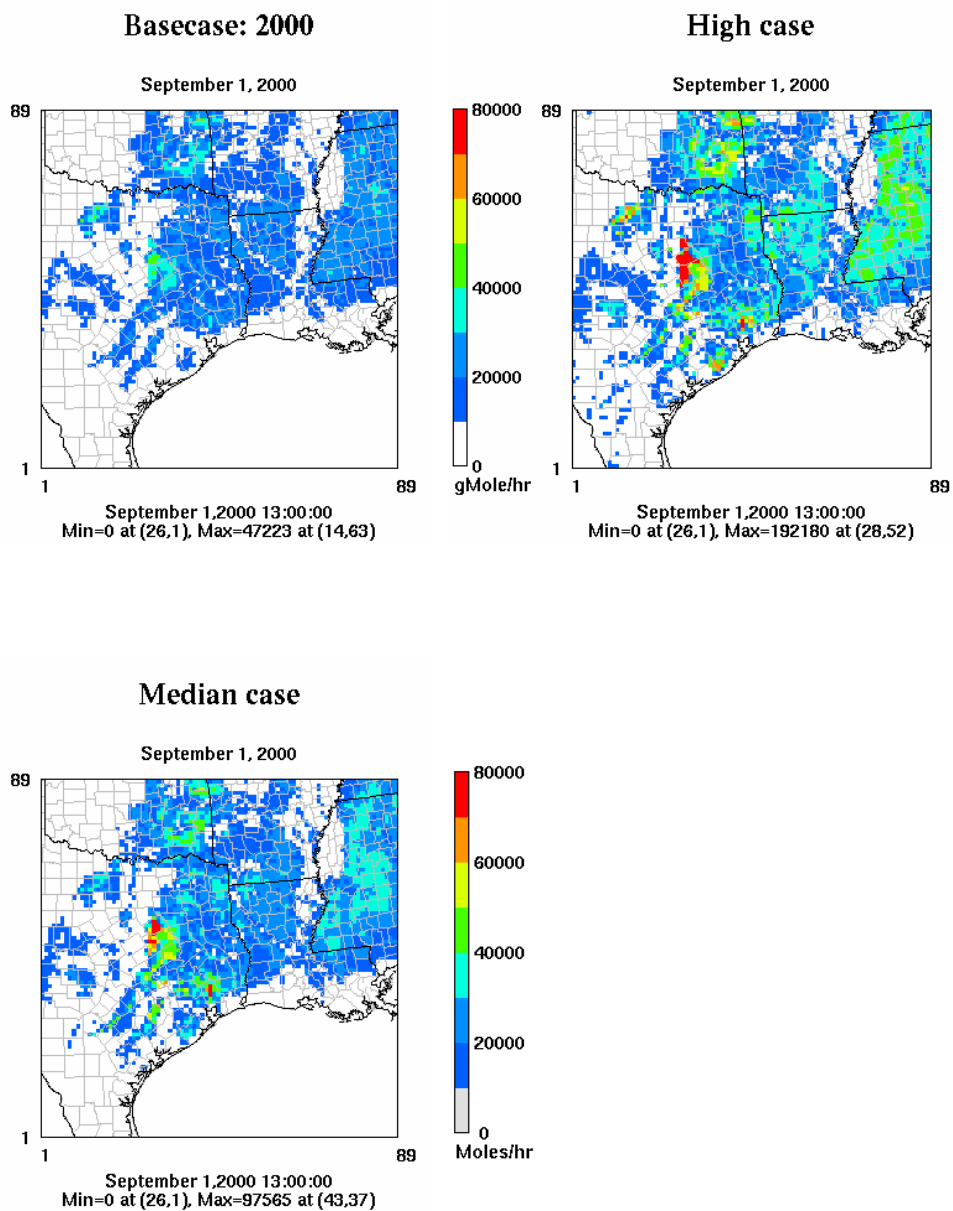 Basecase: 2000
High case
September 1, 2000
September 1, 2000
89
80000
60000
40000
20000
0
gMole/hr
89
1
1
89
1
1
89
September 1,2000 13:00:00
Min=0 at (26,1), Max=47223 at (14,63)
September 1,2000 13:00:00
Min=0 at (26,1), Max=192180 at (28,52)
Median case
September 1, 2000
89
80000
60000
40000
20000
0
Moles/hr
1
1
89
September 1,2000 13:00:00
Min=0 at (26,1), Max=97565 at (43,37)